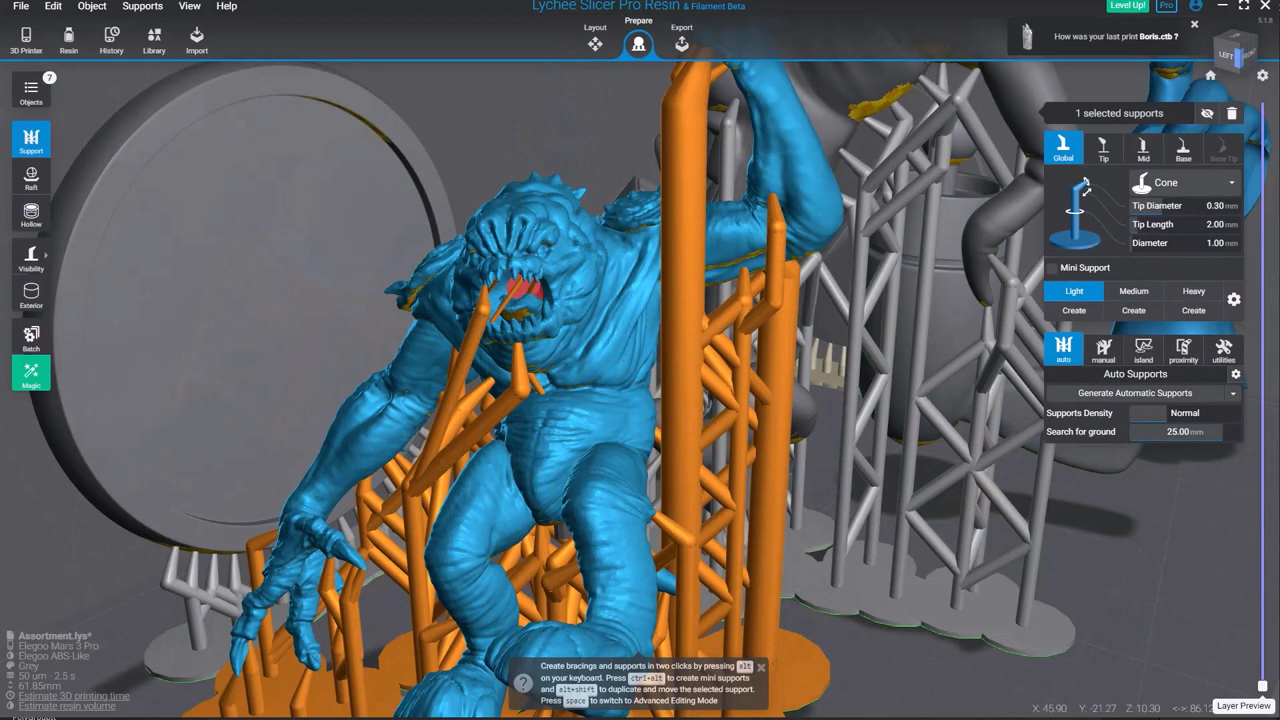 File Edit Object Supports View Help
Lychee Slicer Pro Resin & Filament Beta
Level Up! Pro
5.1.8
3D Printer Resin History Library Import
Layout Prepare Export
How was your last print Boris.ctb ?
LEFT FRONT
7
Objects
Support
Raft
Hollow
Visibility
Exterior
Batch
Magic
1 selected supports
Global Tip Mid Base Base Tip
Cone
Tip Diameter 0.30 mm
Tip Length 2.00 mm
Diameter 1.00 mm
Mini Support
Light Medium Heavy
Create Create Create
auto manual island proximity utilities
Auto Supports
Generate Automatic Supports
Supports Density Normal
Search for ground 25.00 mm
Assortment.lys*
Elegoo Mars 3 Pro
Elegoo ABS-Like
Grey
50 um - 2.5 s
61.85mm
Estimate 3D printing time
Estimate resin volume
Create bracings and supports in two clicks by pressing alt
on your keyboard. Press ctrl+alt to create mini supports
and alt+shift to duplicate and move the selected support.
Press space to switch to Advanced Editing Mode
Layer Preview
X: 45.90 Y: -21.27 Z: 10.30 <->: 86.12